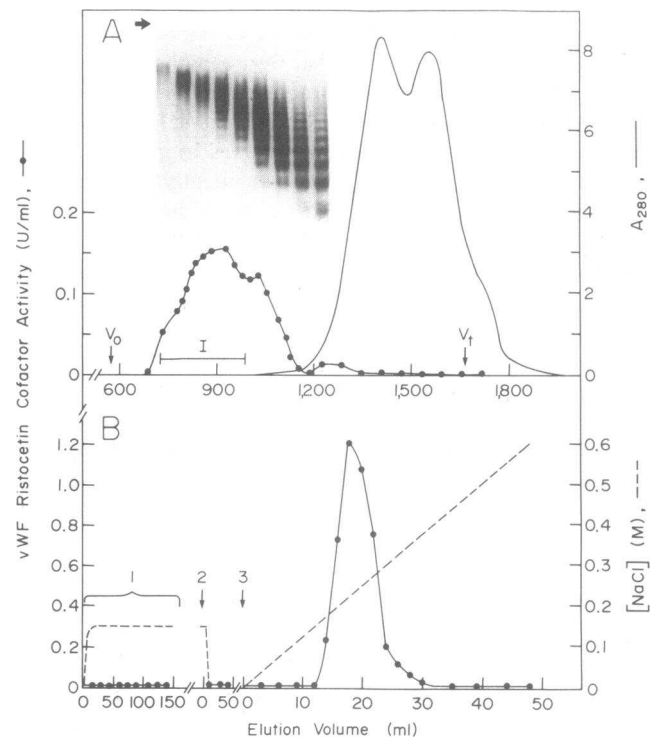 A
8
6
4
2
0
A280, ——
0.2
0.1
0
Vo
I
Vt
600 900 1,200 1,500 1,800
vWF Ristocetin Cofactor Activity (U/ml), —●—
B
1.2
1.0
0.8
0.6
0.4
0.2
0
1 2 3
0.6
0.5
0.4
0.3
0.2
0.1
0
[NaCl] (M), ---
0 50 100 150 0 50 0 10 20 30 40 50
Elution Volume (ml)